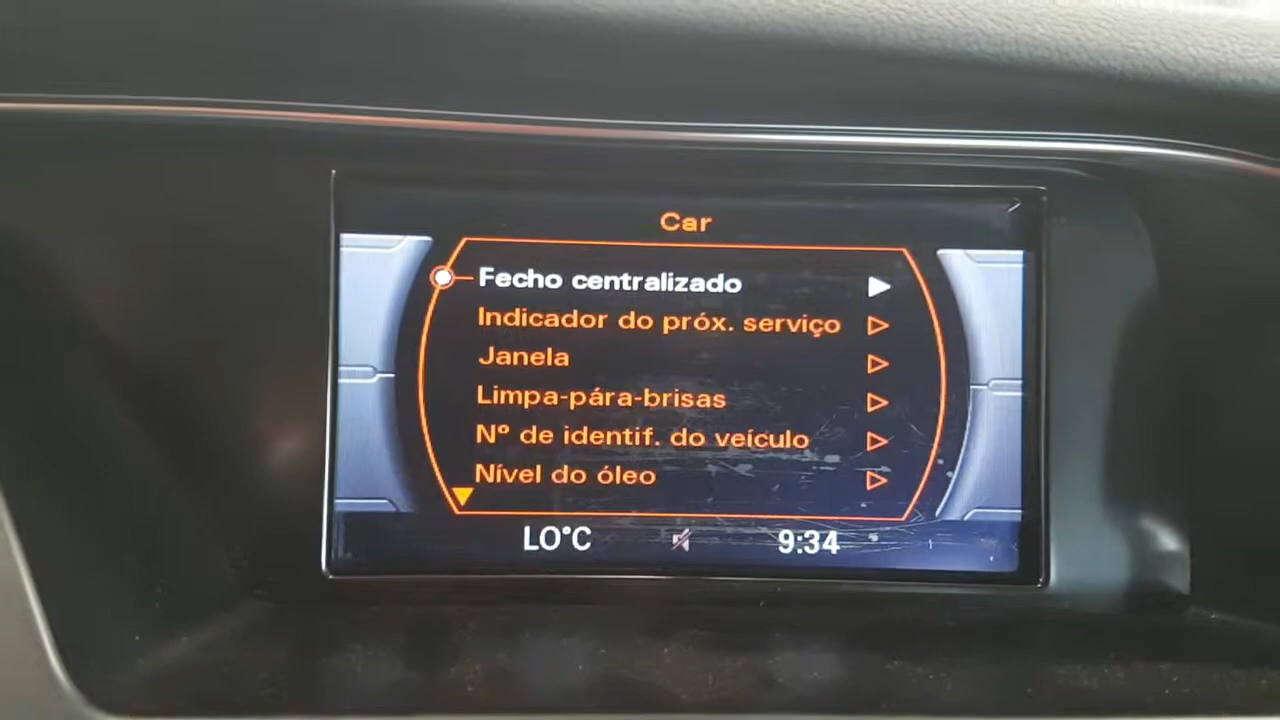 Car
Fecho centralizado
Indicador do próx. serviço
Janela
Limpa-pára-brisas
Nº de identif. do veículo
Nível do óleo
LO°C 9:34